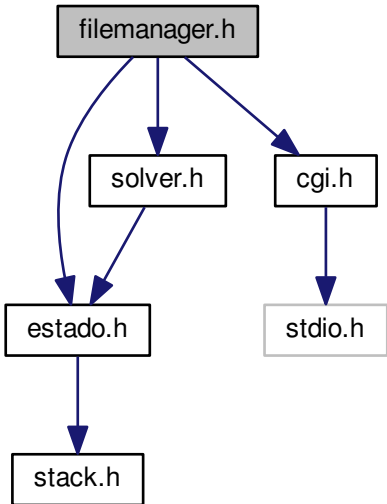 filemanager.h
solver.h
cgi.h
estado.h
stdio.h
stack.h